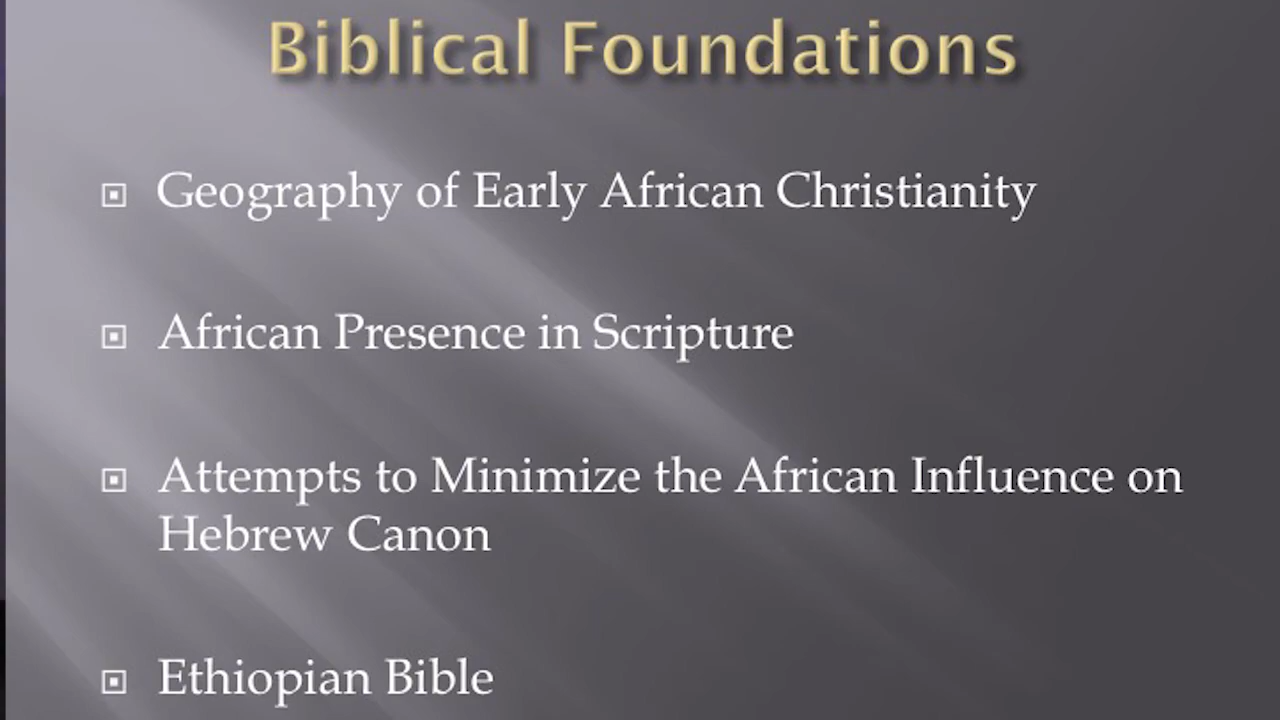 Biblical Foundations
Geography of Early African Christianity
African Presence in Scripture
Attempts to Minimize the African Influence on
Hebrew Canon
Ethiopian Bible